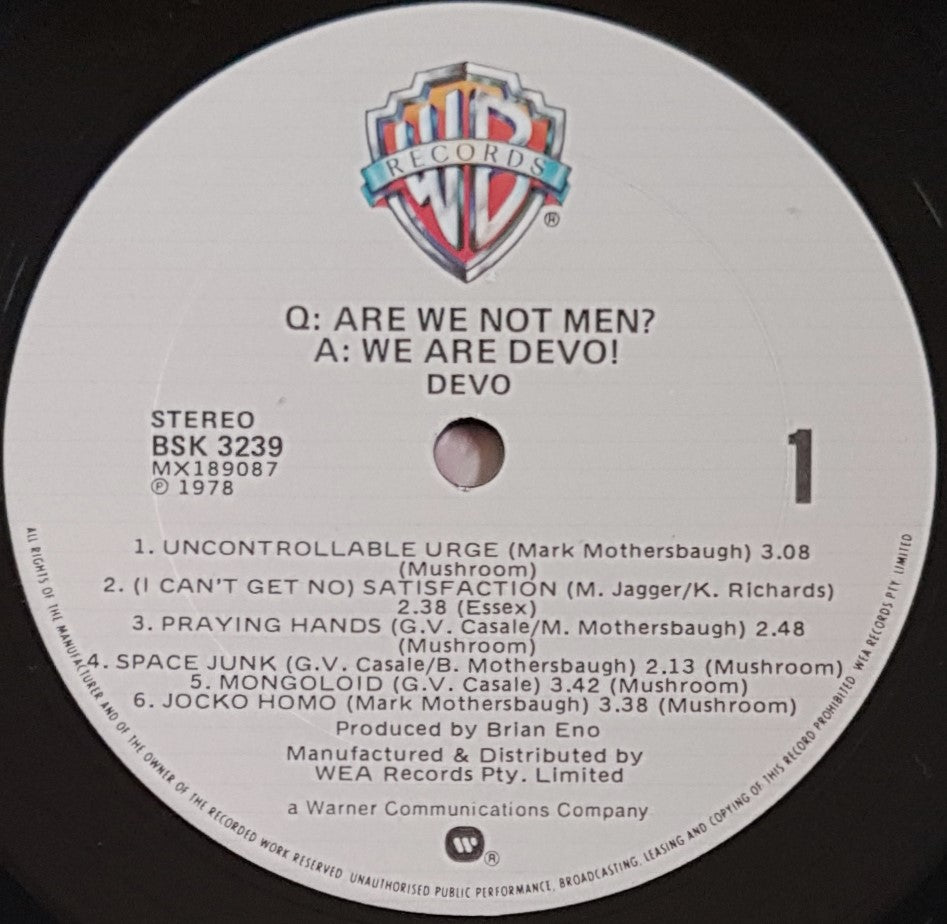 WB
RECORDS
®
Q: ARE WE NOT MEN?
A: WE ARE DEVO!
DEVO
STEREO
BSK 3239
MX189087
℗ 1978
1
1. UNCONTROLLABLE URGE (Mark Mothersbaugh) 3.08
(Mushroom)
2. (I CAN'T GET NO) SATISFACTION (M. Jagger/K. Richards)
2.38 (Essex)
3. PRAYING HANDS (G.V. Casale/M. Mothersbaugh) 2.48
(Mushroom)
4. SPACE JUNK (G.V. Casale/B. Mothersbaugh) 2.13 (Mushroom)
5. MONGOLOID (G.V. Casale) 3.42 (Mushroom)
6. JOCKO HOMO (Mark Mothersbaugh) 3.38 (Mushroom)
Produced by Brian Eno
Manufactured & Distributed by
WEA Records Pty. Limited
a Warner Communications Company
®
ALL RIGHTS OF THE MANUFACTURER AND OF THE OWNER OF THE RECORDED WORK RESERVED. UNAUTHORISED PUBLIC PERFORMANCE, BROADCASTING, LEASING AND COPYING OF THIS RECORD PROHIBITED WEA RECORDS PTY LIMITED